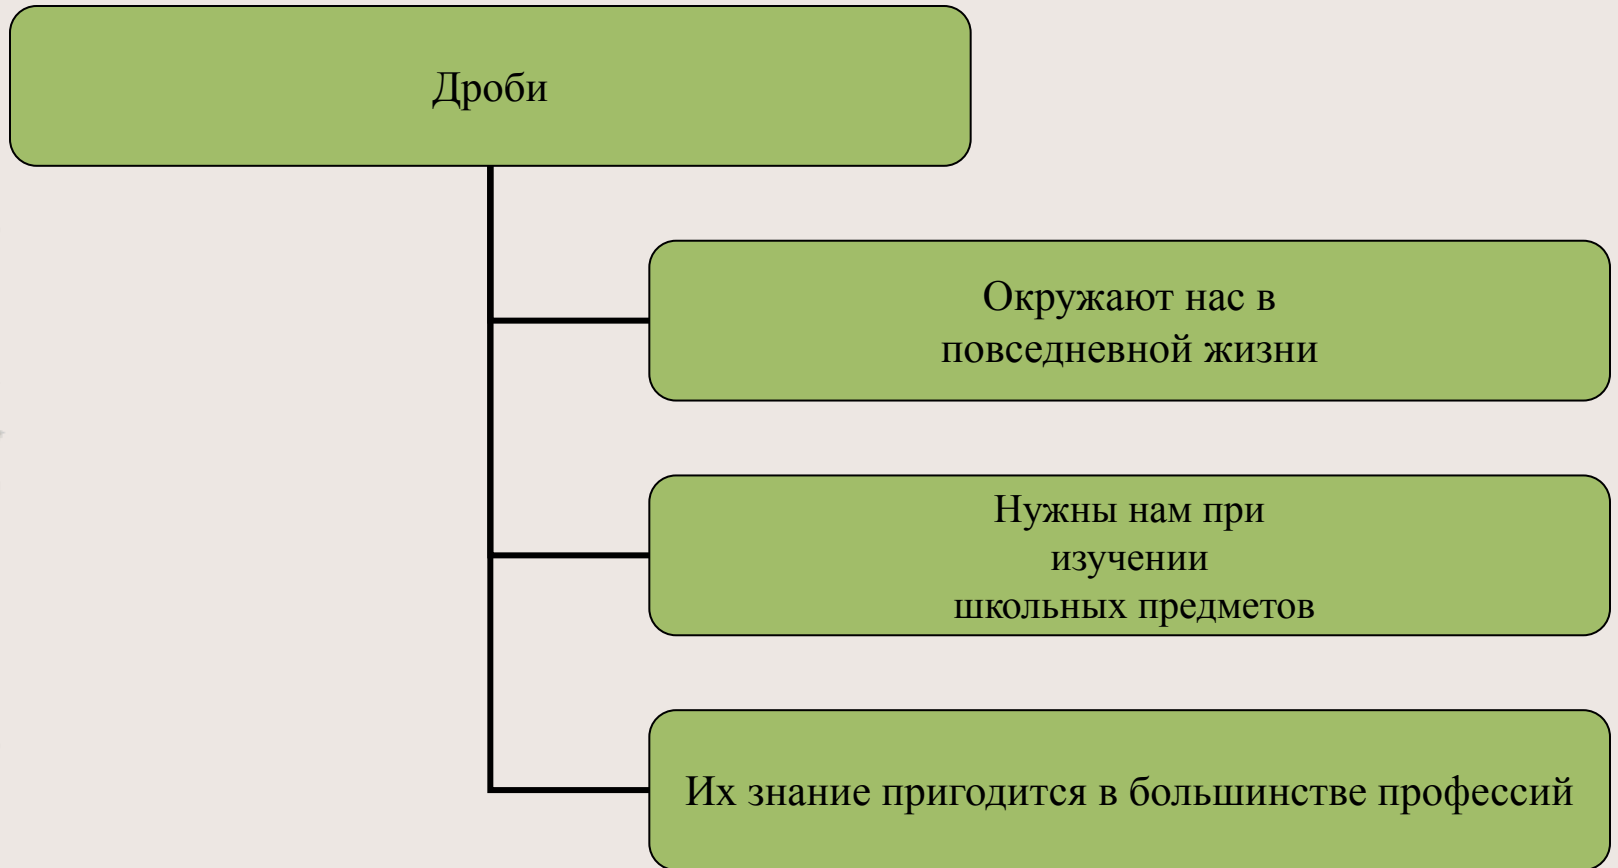 Дроби
Окружают нас в
повседневной жизни
Нужны нам при
изучении
школьных предметов
Их знание пригодится в большинстве профессий